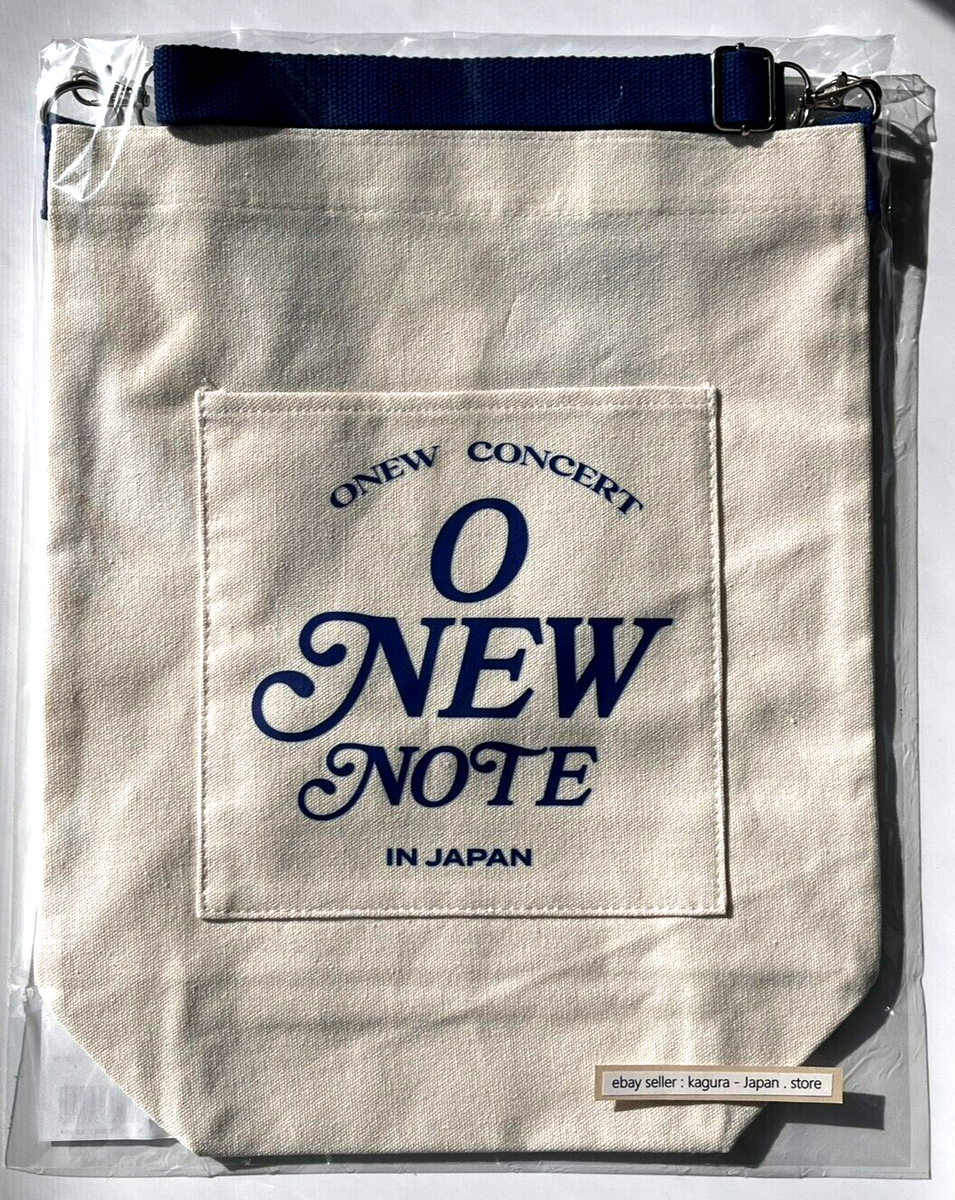 ONEW CONCERT
O
NEW
NOTE
IN JAPAN
ebay seller : kagura - Japan . store